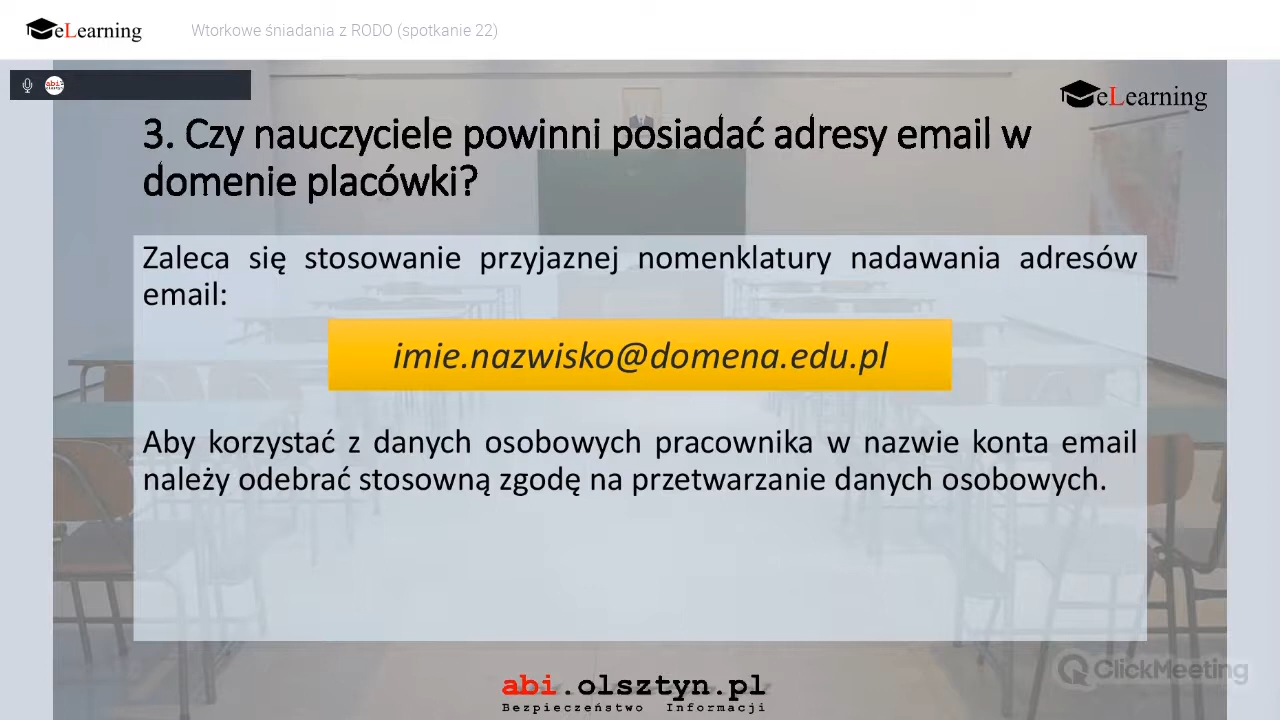 eLearning
Wtorkowe śniadania z RODO (spotkanie 22)
eLearning
3. Czy nauczyciele powinni posiadać adresy email w
domenie placówki?
Zaleca się stosowanie przyjaznej nomenklatury nadawania adresów
email:
imie.nazwisko@domena.edu.pl
Aby korzystać z danych osobowych pracownika w nazwie konta email
należy odebrać stosowną zgodę na przetwarzanie danych osobowych.
ClickMeeting
abi.olsztyn.pl
Bezpieczeństwo Informacji